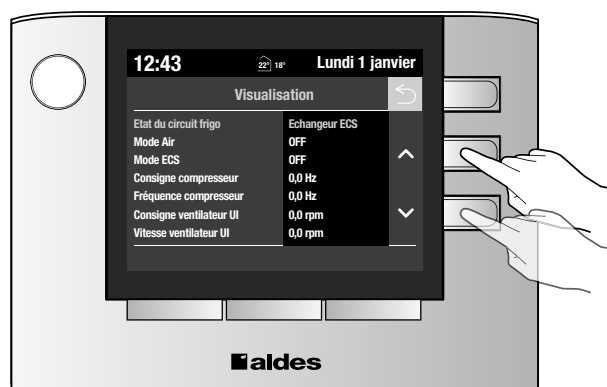 12:43 22° 18° Lundi 1 janvier
Visualisation
Etat du circuit frigo Echangeur ECS
Mode Air OFF
Mode ECS OFF
Consigne compresseur 0,0 Hz
Fréquence compresseur 0,0 Hz
Consigne ventilateur UI 0,0 rpm
Vitesse ventilateur UI 0,0 rpm
aldes